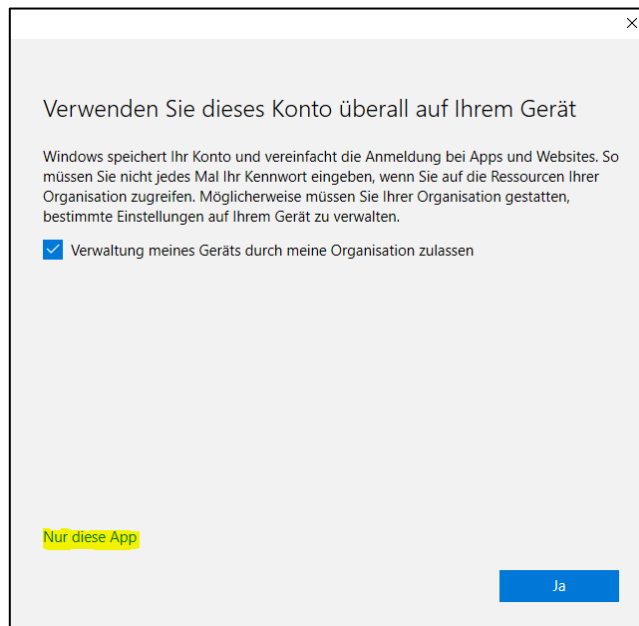 Verwenden Sie dieses Konto überall auf Ihrem Gerät
Windows speichert Ihr Konto und vereinfacht die Anmeldung bei Apps und Websites. So
müssen Sie nicht jedes Mal Ihr Kennwort eingeben, wenn Sie auf die Ressourcen Ihrer
Organisation zugreifen. Möglicherweise müssen Sie Ihrer Organisation gestatten,
bestimmte Einstellungen auf Ihrem Gerät zu verwalten.
Verwaltung meines Geräts durch meine Organisation zulassen
Nur diese App
Ja